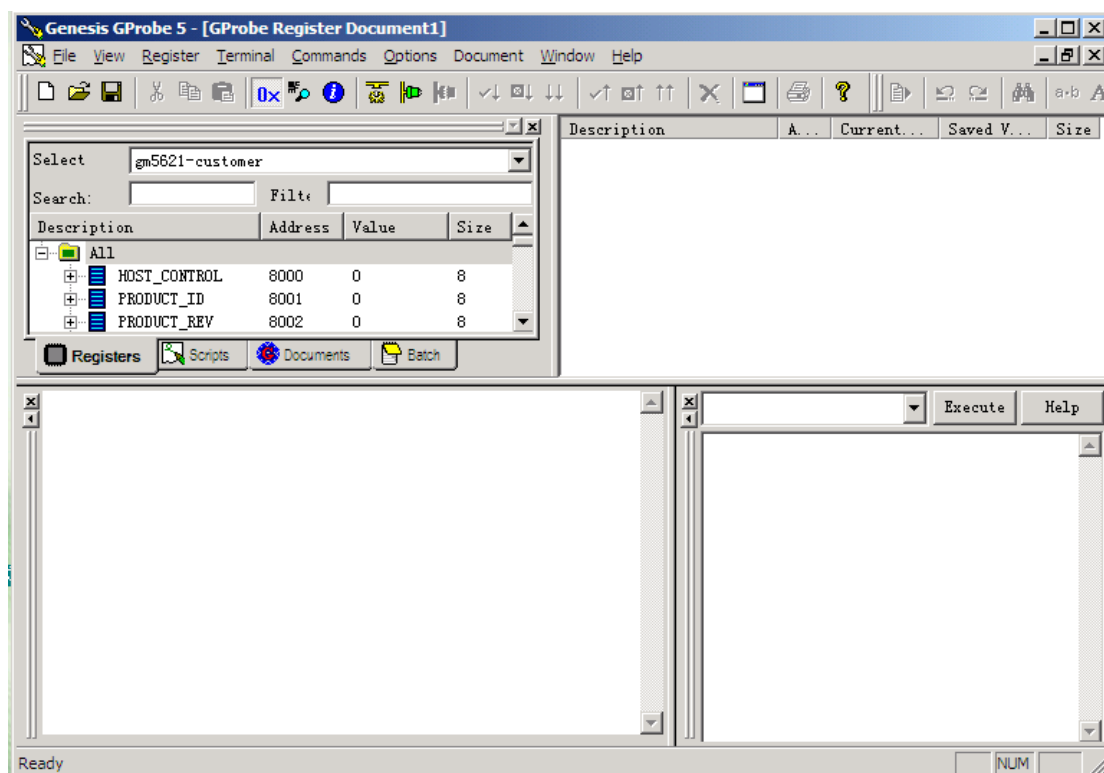 Genesis GProbe 5 - [GProbe Register Document1]
File View Register Terminal Commands Options Document Window Help
0x a·b A
Select gm5621-customer
Search: Filte
Description Address Value Size
All
HOST_CONTROL 8000 0 8
PRODUCT_ID 8001 0 8
PRODUCT_REV 8002 0 8
Registers Scripts Documents Batch
Description A... Current... Saved V... Size
Execute Help
Ready NUM